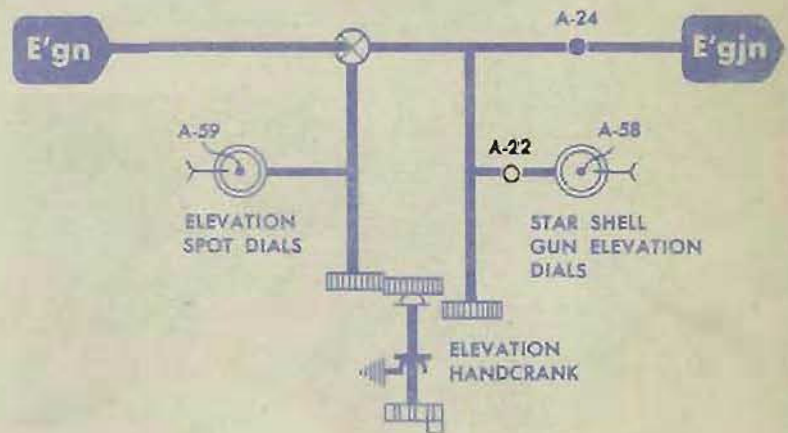 A-24
E'gn
E'gjn
A-59
A-22
A-58
ELEVATION
SPOT DIALS
STAR SHELL
GUN ELEVATION
DIALS
ELEVATION
HANDCRANK